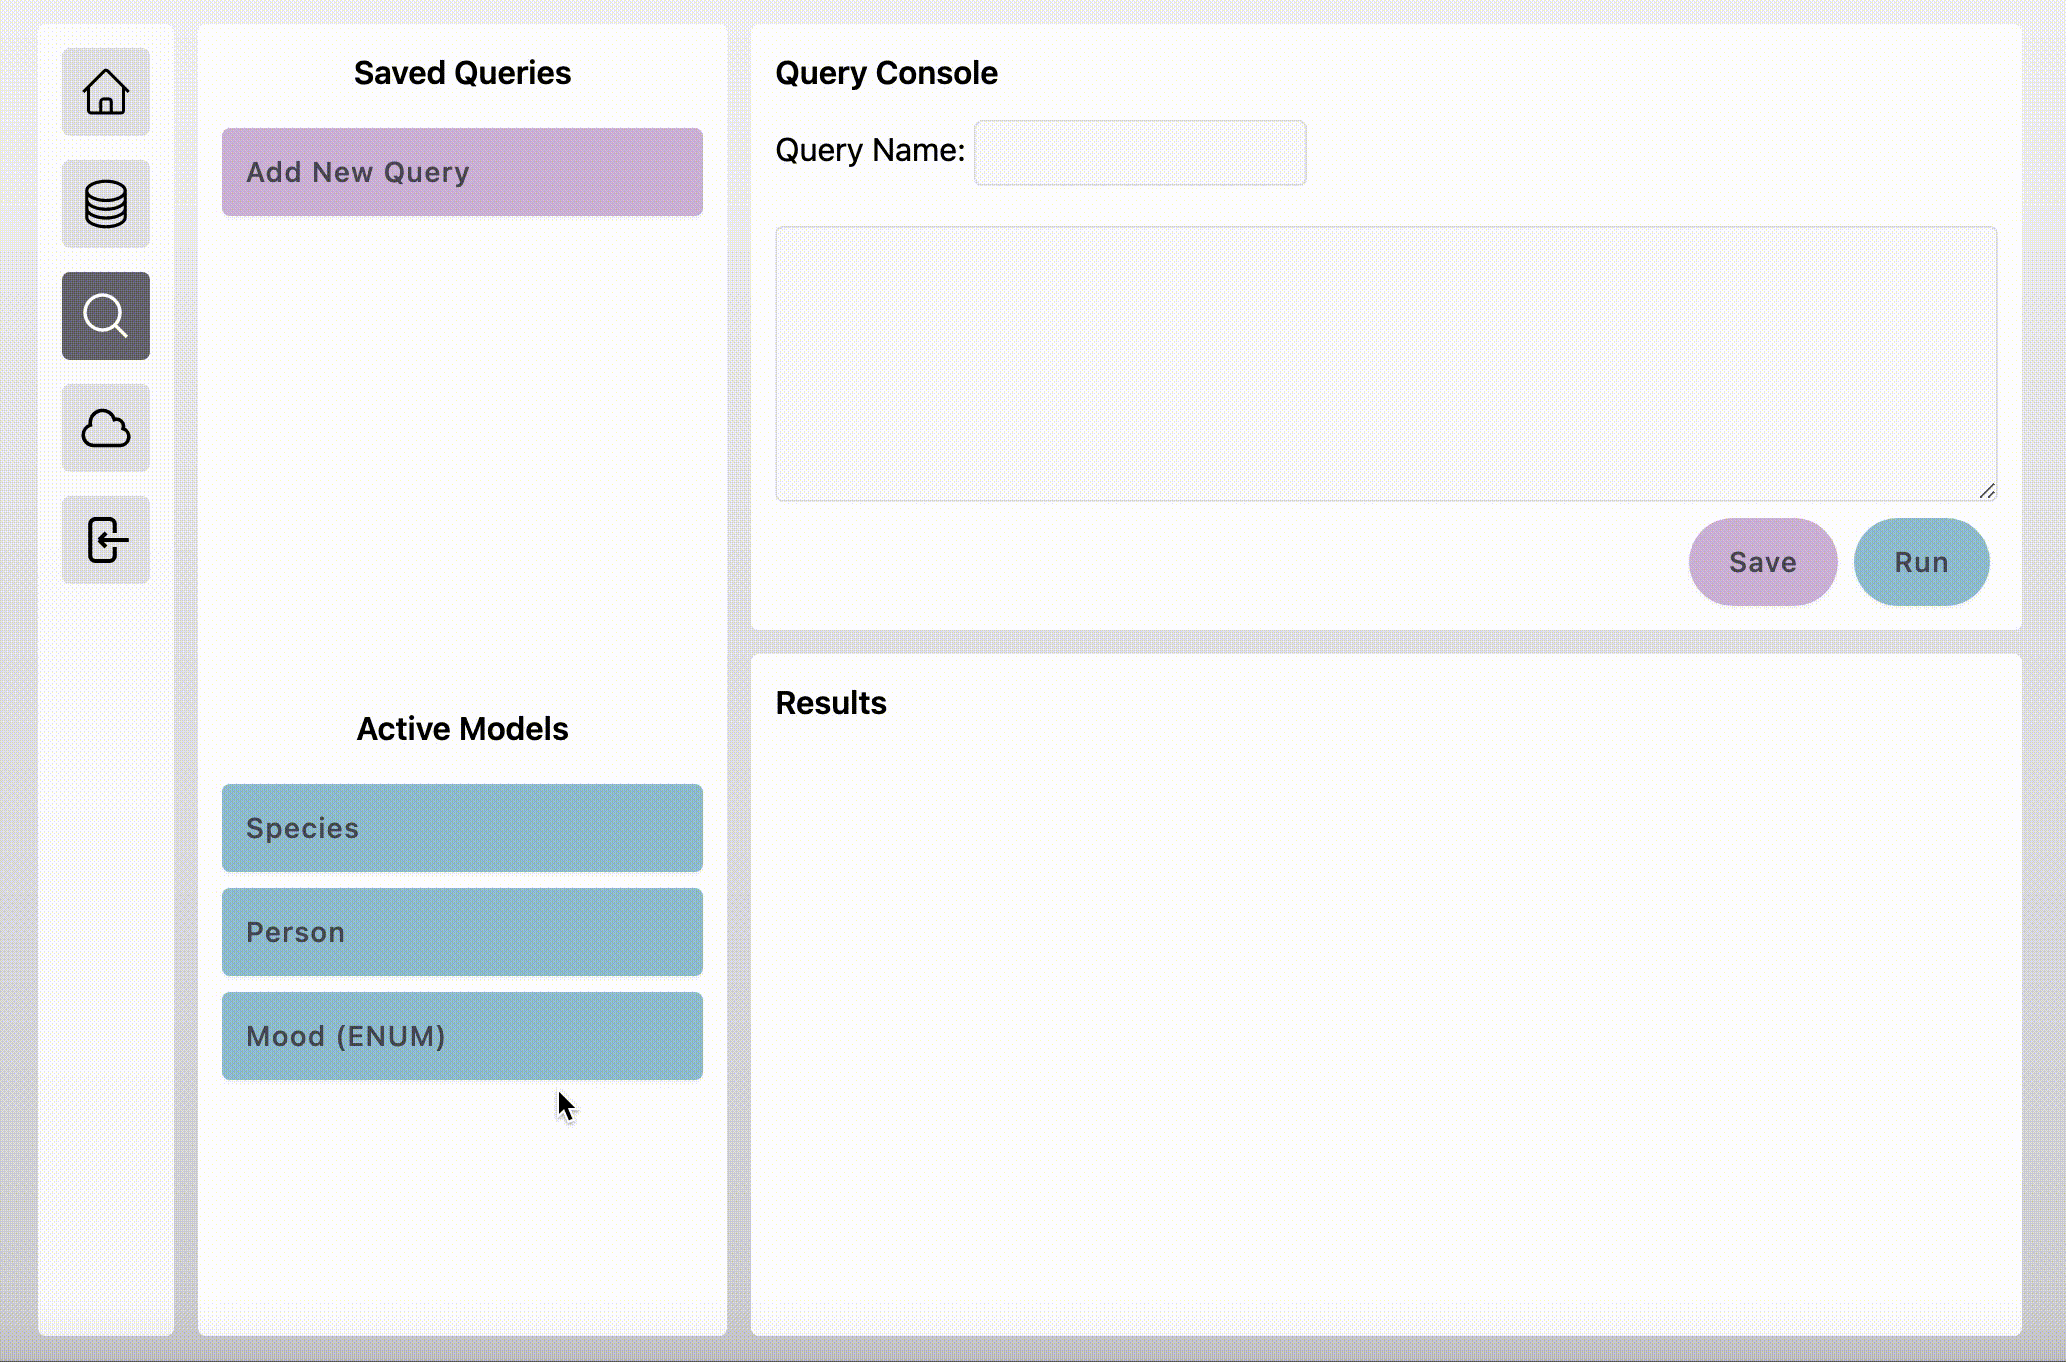 Saved Queries
Add New Query
Active Models
Species
Person
Mood (ENUM)
Query Console
Query Name:
Save
Run
Results